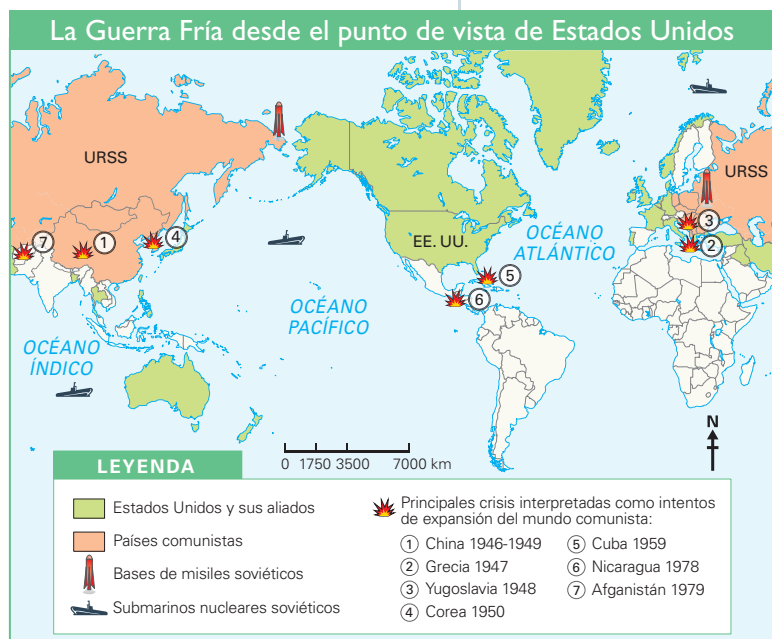 La Guerra Fría desde el punto de vista de Estados Unidos
URSS
URSS
7
1
4
3
2
EE. UU.
OCÉANO
ATLÁNTICO
5
6
OCÉANO
PACÍFICO
OCÉANO
ÍNDICO
N
0 1750 3500 7000 km
LEYENDA
Estados Unidos y sus aliados
Países comunistas
Bases de misiles soviéticos
Submarinos nucleares soviéticos
Principales crisis interpretadas como intentos
de expansión del mundo comunista:
1 China 1946-1949
2 Grecia 1947
3 Yugoslavia 1948
4 Corea 1950
5 Cuba 1959
6 Nicaragua 1978
7 Afganistán 1979